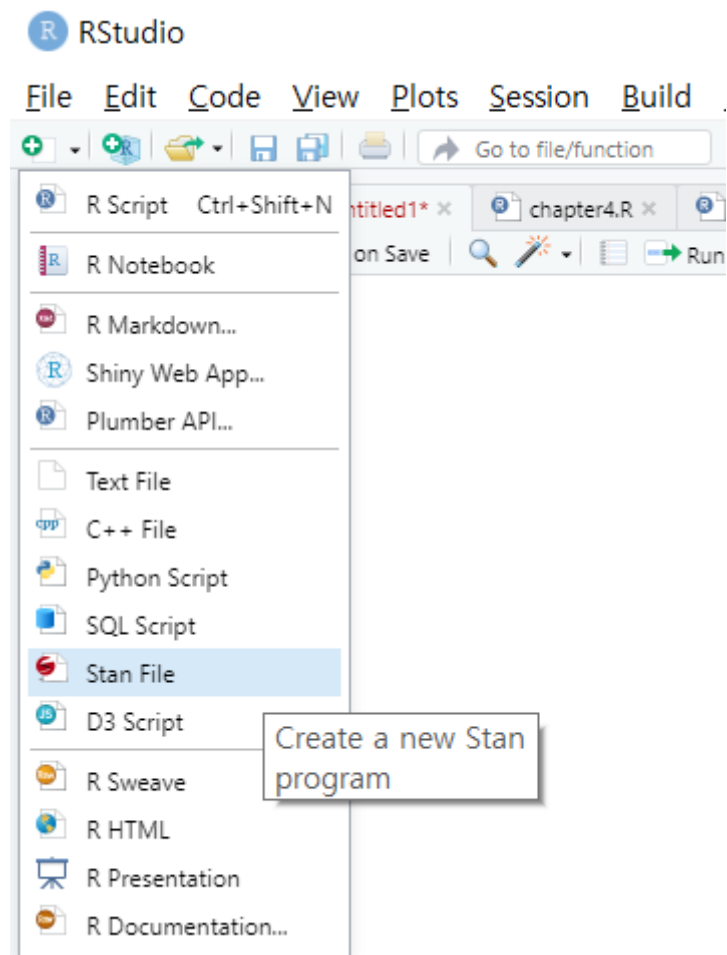 RStudio
File Edit Code View Plots Session Build
Go to file/function
R Script Ctrl+Shift+N
ntitled1* × chapter4.R ×
R Notebook
on Save Run
R Markdown...
Shiny Web App...
Plumber API...
Text File
C++ File
Python Script
SQL Script
Stan File
D3 Script
Create a new Stan
program
R Sweave
R HTML
R Presentation
R Documentation...